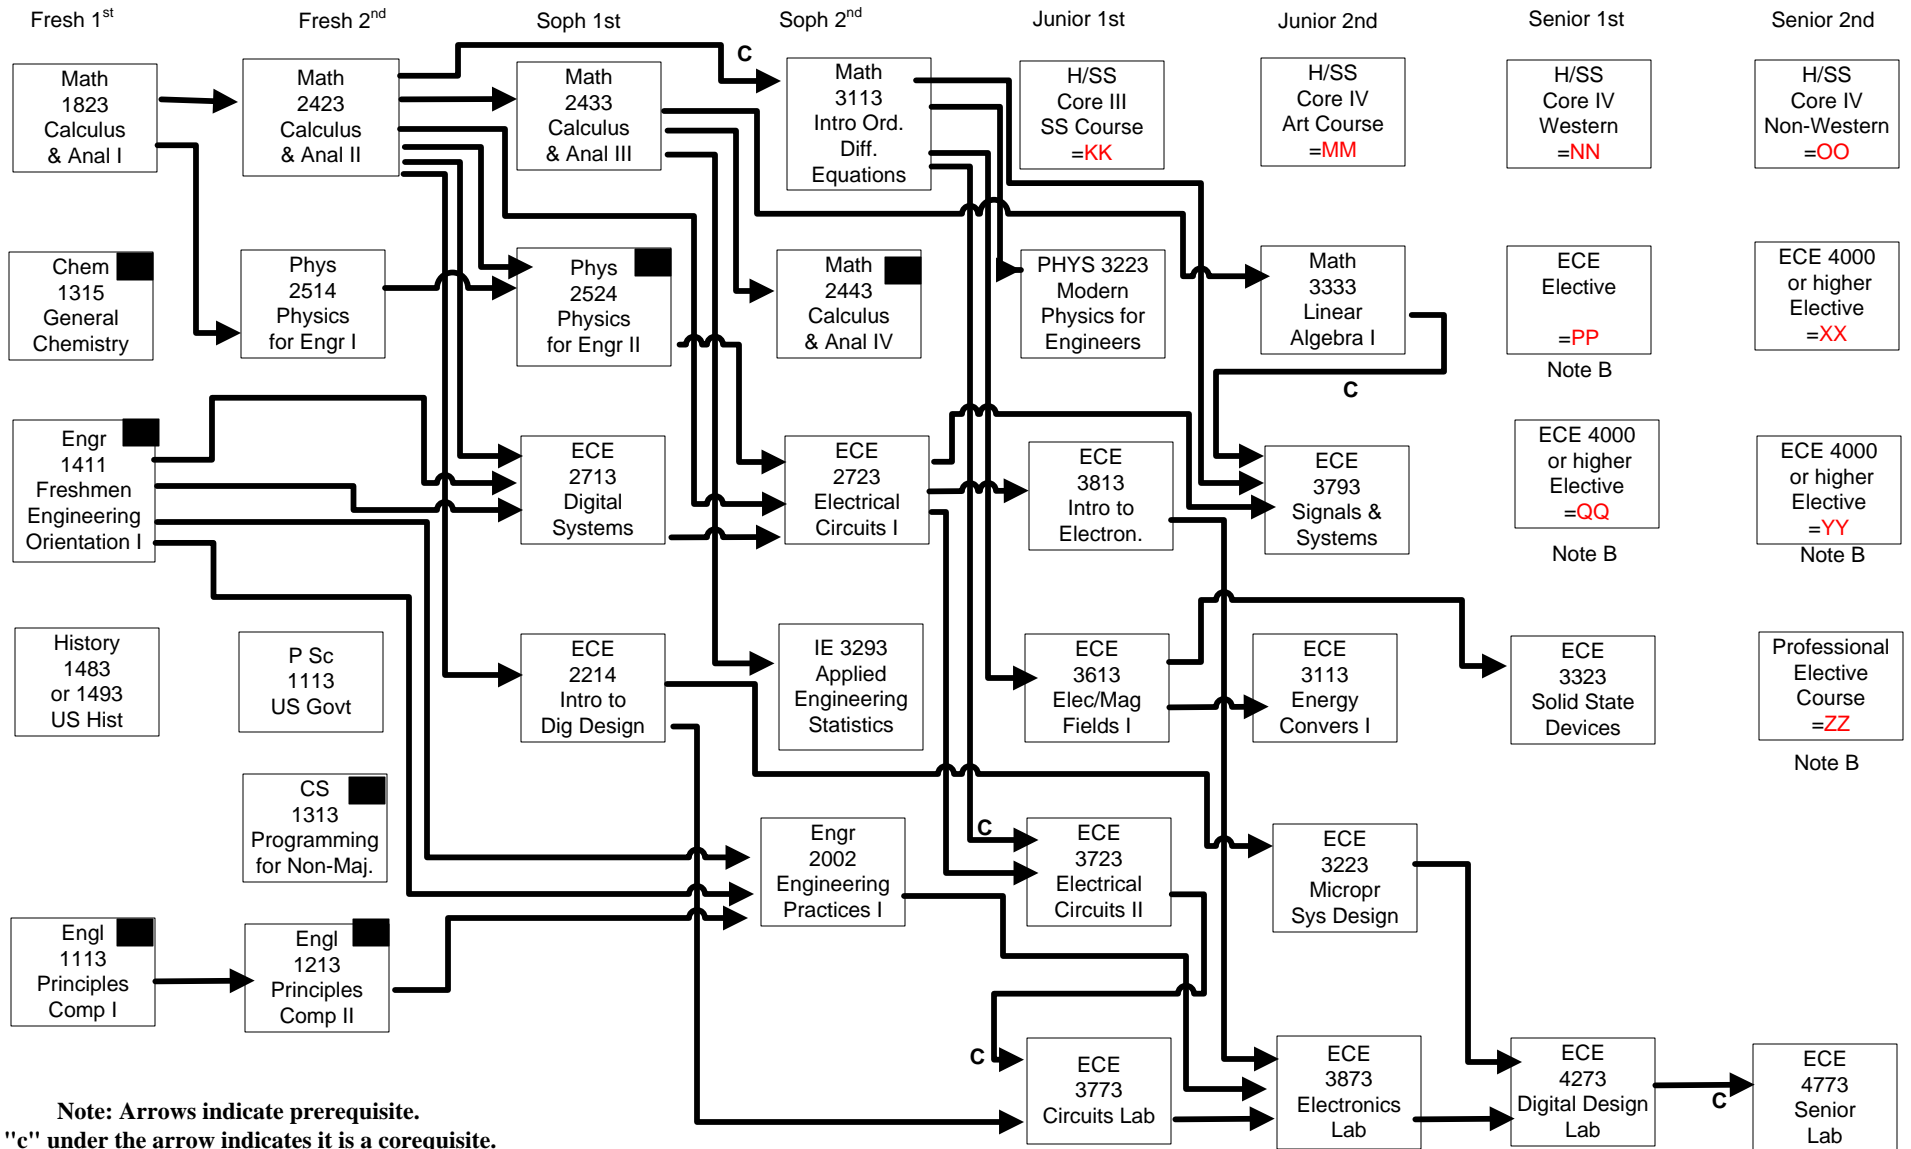 Fresh 1st
Fresh 2nd
Soph 1st
Soph 2nd
Junior 1st
Junior 2nd
Senior 1st
Senior 2nd
Math
1823
Calculus
& Anal I
Math
2423
Calculus
& Anal II
Math
2433
Calculus
& Anal III
C
Math
3113
Intro Ord.
Diff.
Equations
H/SS
Core III
SS Course
=KK
H/SS
Core IV
Art Course
=MM
H/SS
Core IV
Western
=NN
H/SS
Core IV
Non-Western
=OO
Chem
1315
General
Chemistry
Phys
2514
Physics
for Engr I
Phys
2524
Physics
for Engr II
Math
2443
Calculus
& Anal IV
PHYS 3223
Modern
Physics for
Engineers
Math
3333
Linear
Algebra I
C
ECE
Elective
=PP
Note B
ECE 4000
or higher
Elective
=XX
Engr
1411
Freshmen
Engineering
Orientation I
ECE
2713
Digital
Systems
ECE
2723
Electrical
Circuits I
ECE
3813
Intro to
Electron.
ECE
3793
Signals &
Systems
ECE 4000
or higher
Elective
=QQ
Note B
ECE 4000
or higher
Elective
=YY
Note B
History
1483
or 1493
US Hist
P Sc
1113
US Govt
ECE
2214
Intro to
Dig Design
IE 3293
Applied
Engineering
Statistics
ECE
3613
Elec/Mag
Fields I
ECE
3113
Energy
Convers I
ECE
3323
Solid State
Devices
Professional
Elective
Course
=ZZ
Note B
CS
1313
Programming
for Non-Maj.
Engr
2002
Engineering
Practices I
C
ECE
3723
Electrical
Circuits II
ECE
3223
Micropr
Sys Design
Engl
1113
Principles
Comp I
Engl
1213
Principles
Comp II
C
ECE
3773
Circuits Lab
ECE
3873
Electronics
Lab
ECE
4273
Digital Design
Lab
C
ECE
4773
Senior
Lab
Note: Arrows indicate prerequisite.
"c" under the arrow indicates it is a corequisite.